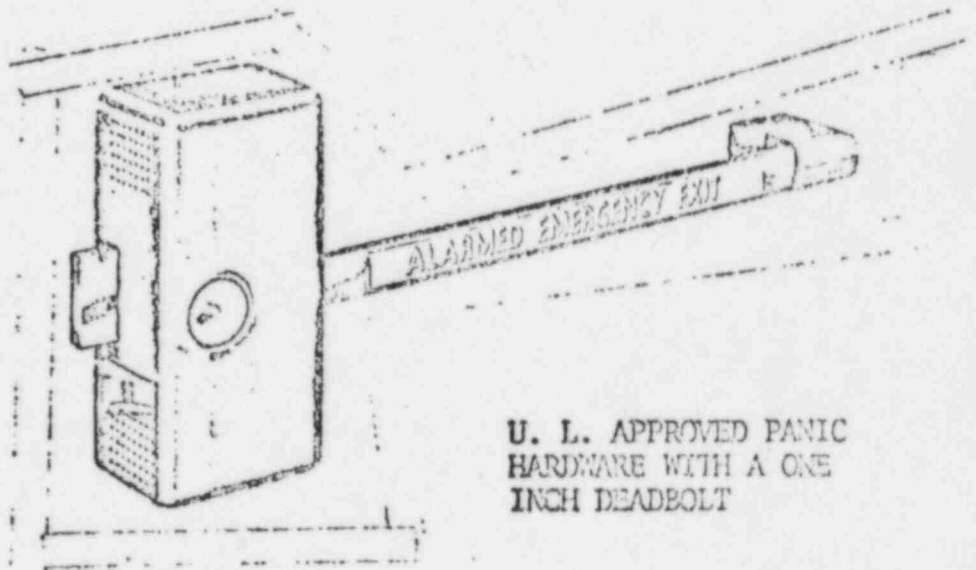 ALARMED EMERGENCY EXIT
U. L. APPROVED PANIC
HARDWARE WITH A ONE
INCH DEADBOLT